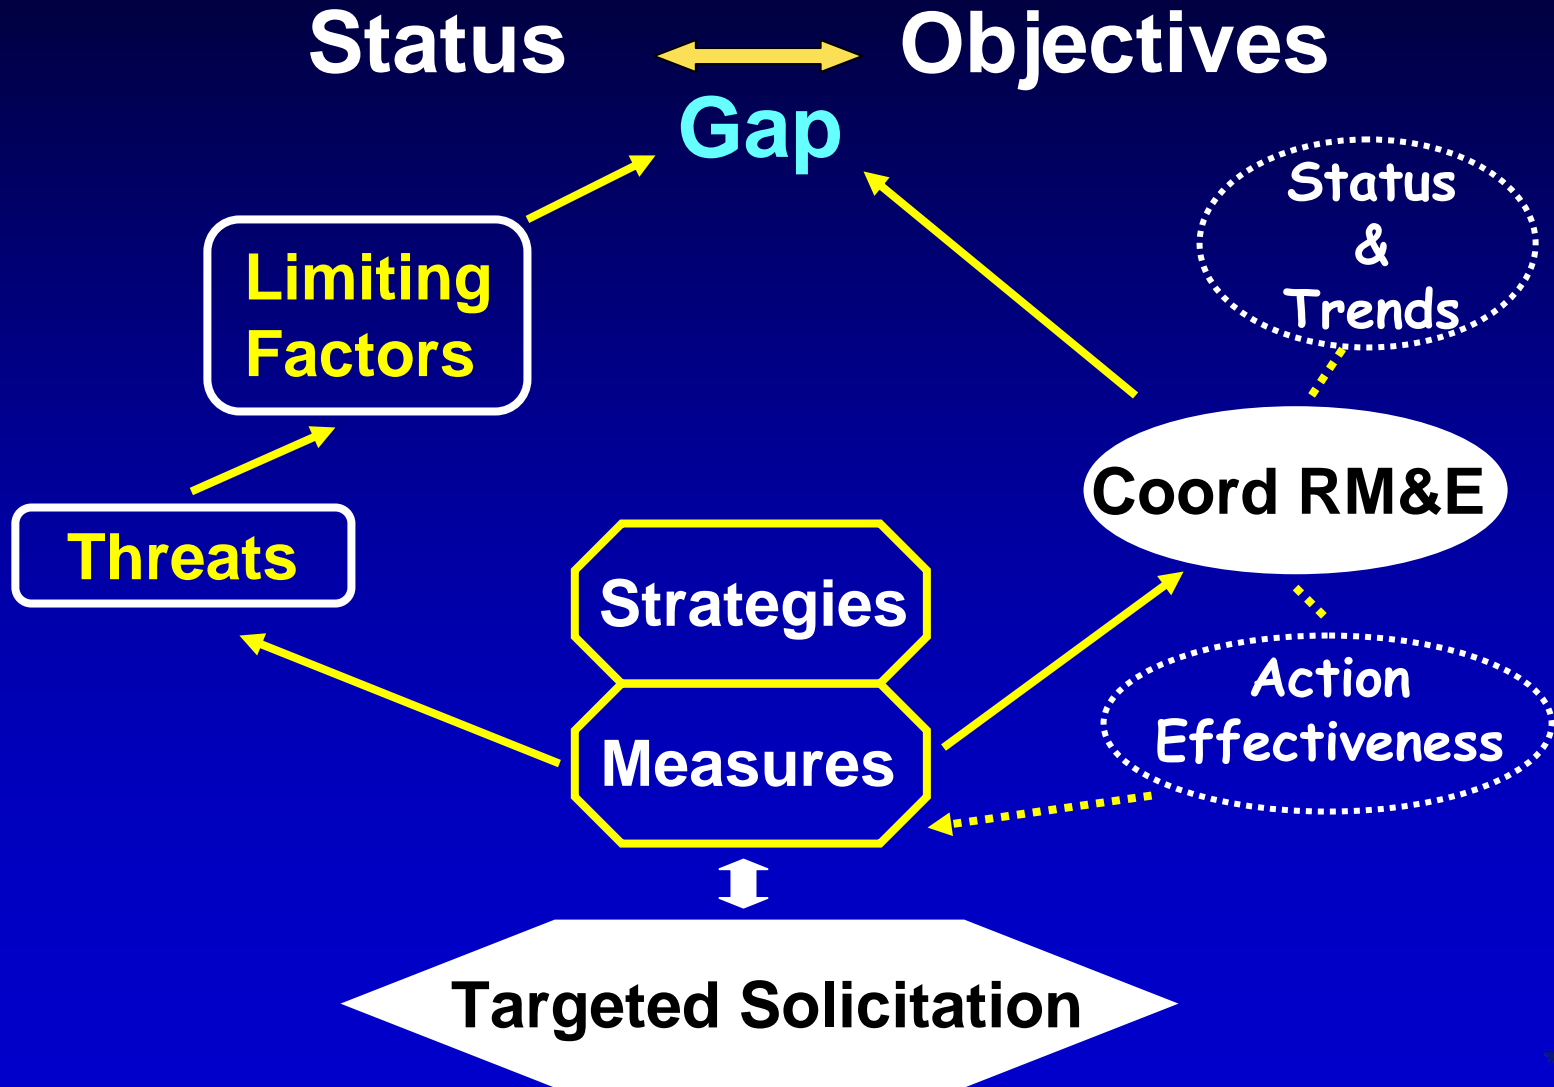 Status Objectives
Gap
Status
&
Trends
Limiting
Factors
Coord RM&E
Threats
Strategies
Action
Effectiveness
Measures
Targeted Solicitation